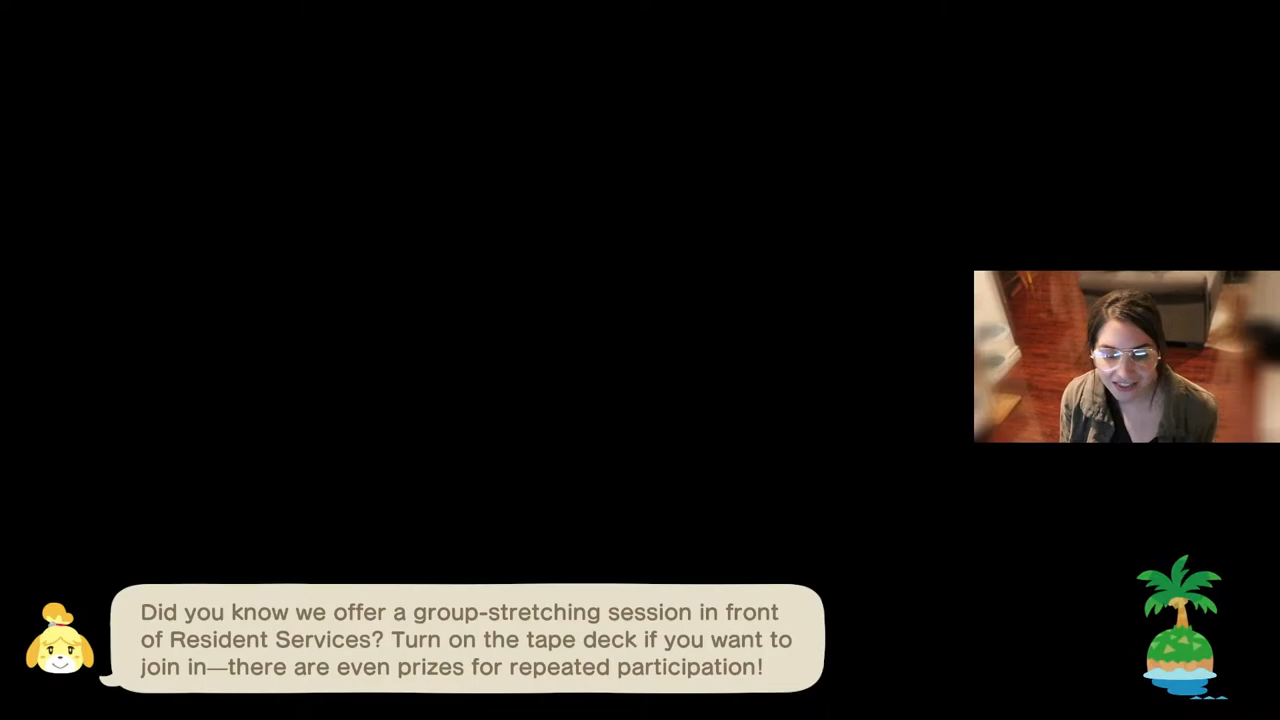 Did you know we offer a group-stretching session in front
of Resident Services? Turn on the tape deck if you want to
join in—there are even prizes for repeated participation!